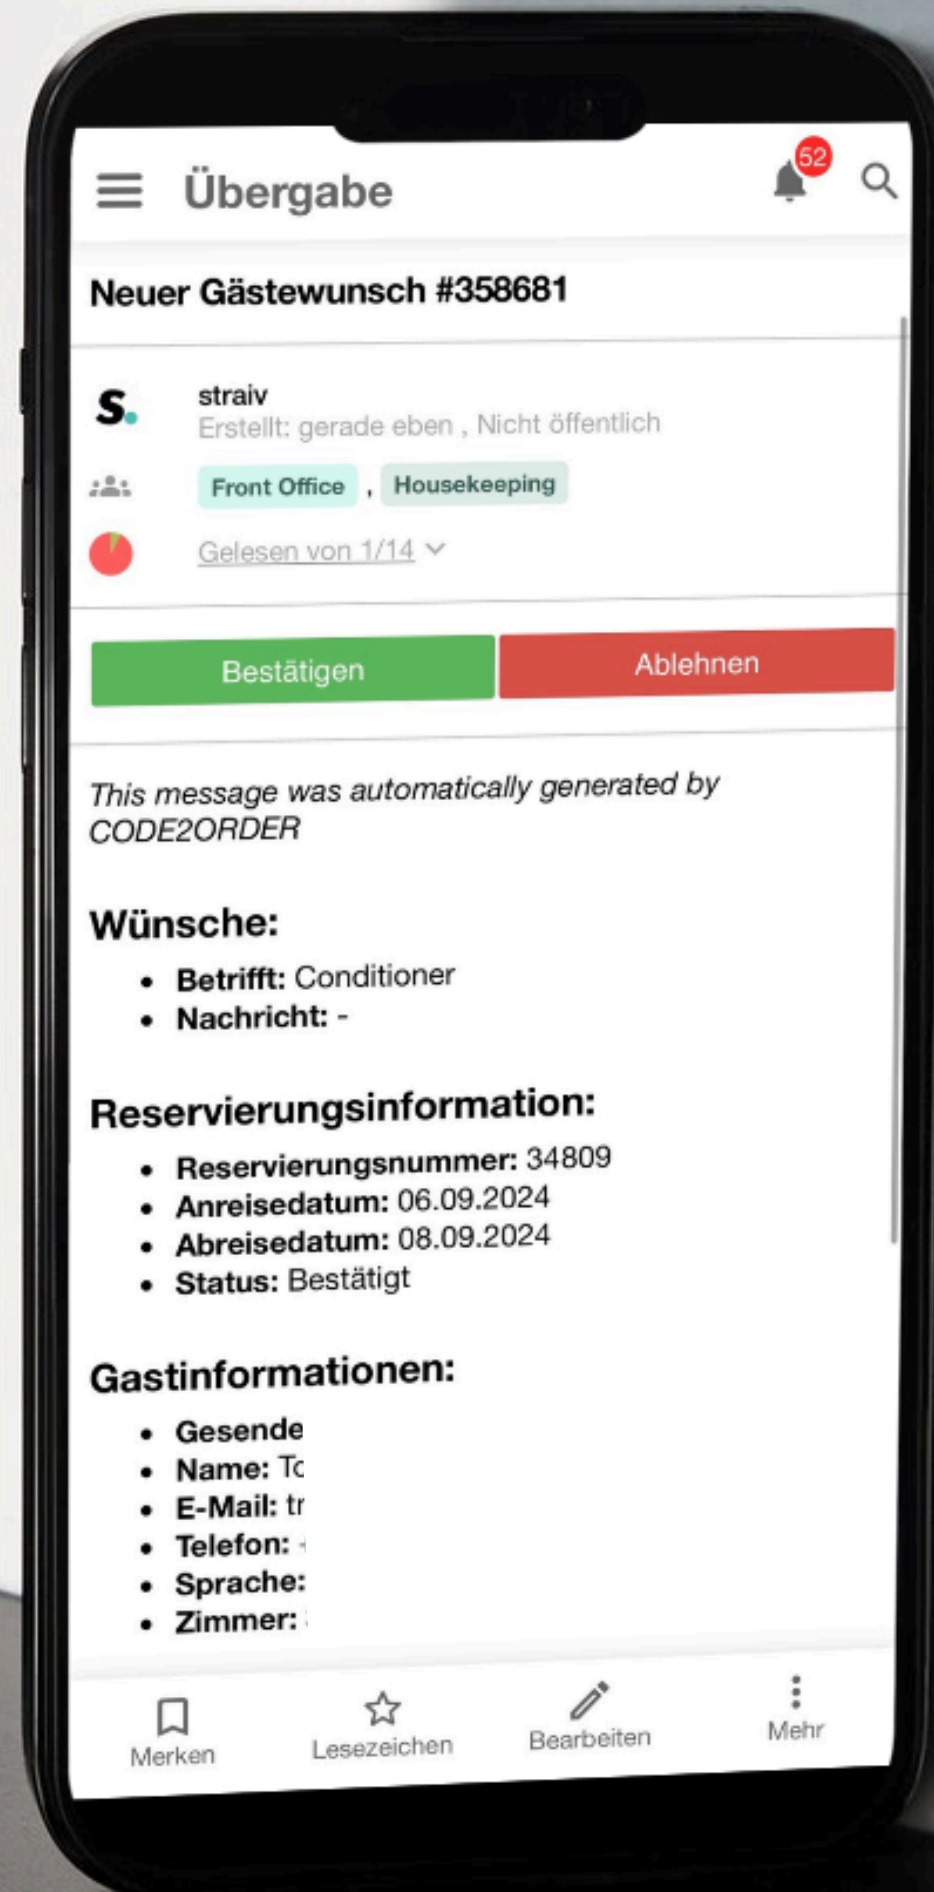 Übergabe
52
Neuer Gästewunsch #358681
S.
straiv
Erstellt: gerade eben , Nicht öffentlich
Front Office , Housekeeping
Gelesen von 1/14
Bestätigen
Ablehnen
This message was automatically generated by
CODE2ORDER
Wünsche:
• Betrifft: Conditioner
• Nachricht: -
Reservierungsinformation:
• Reservierungsnummer: 34809
• Anreisedatum: 06.09.2024
• Abreisedatum: 08.09.2024
• Status: Bestätigt
Gastinformationen:
• Gesende
• Name:
• E-Mail: tr
• Telefon:
• Sprache:
• Zimmer:
Merken
Lesezeichen
Bearbeiten
Mehr